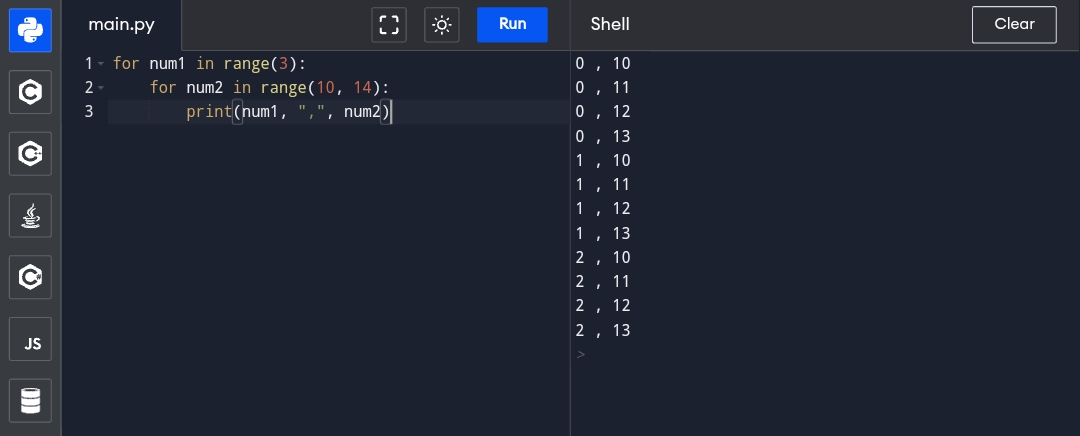 main.py
Run
Shell
Clear
1 for num1 in range(3):
2     for num2 in range(10, 14):
3         print(num1, ",", num2)
0 , 10
0 , 11
0 , 12
0 , 13
1 , 10
1 , 11
1 , 12
1 , 13
2 , 10
2 , 11
2 , 12
2 , 13
>
C
C++
C#
JS